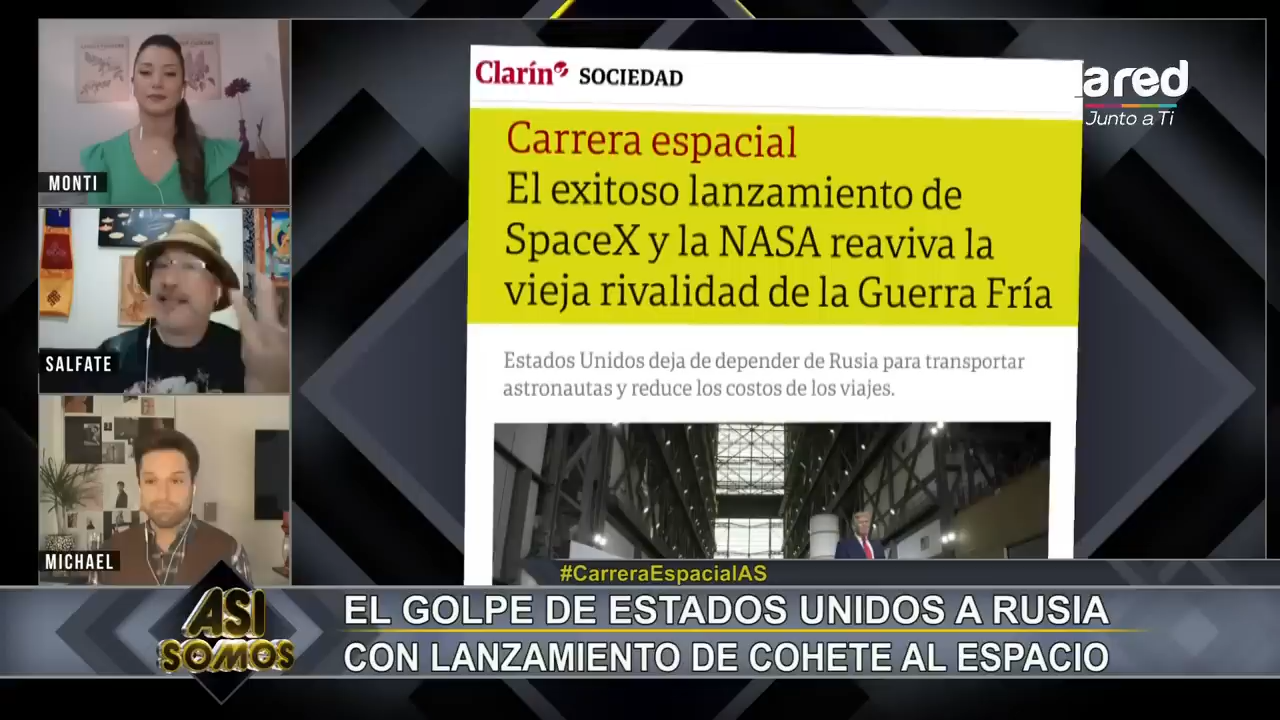 MONTI
SALFATE
MICHAEL
Clarín SOCIEDAD
Carrera espacial
El exitoso lanzamiento de
SpaceX y la NASA reaviva la
vieja rivalidad de la Guerra Fría
Estados Unidos deja de depender de Rusia para transportar
astronautas y reduce los costos de los viajes.
lared
Junto a Ti
#CarreraEspacialAS
ASI
SOMOS
EL GOLPE DE ESTADOS UNIDOS A RUSIA
CON LANZAMIENTO DE COHETE AL ESPACIO